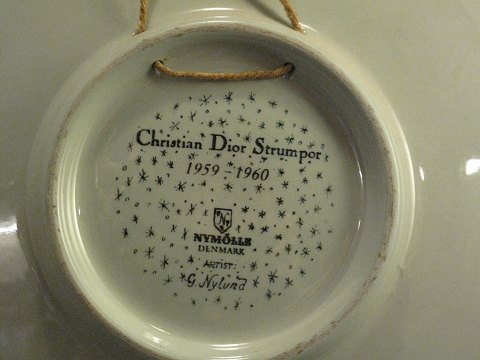 Christian Dior Strumpor
1959-1960
N
NYMÖLLE
DENMARK
ARTIST:
G. Nylund